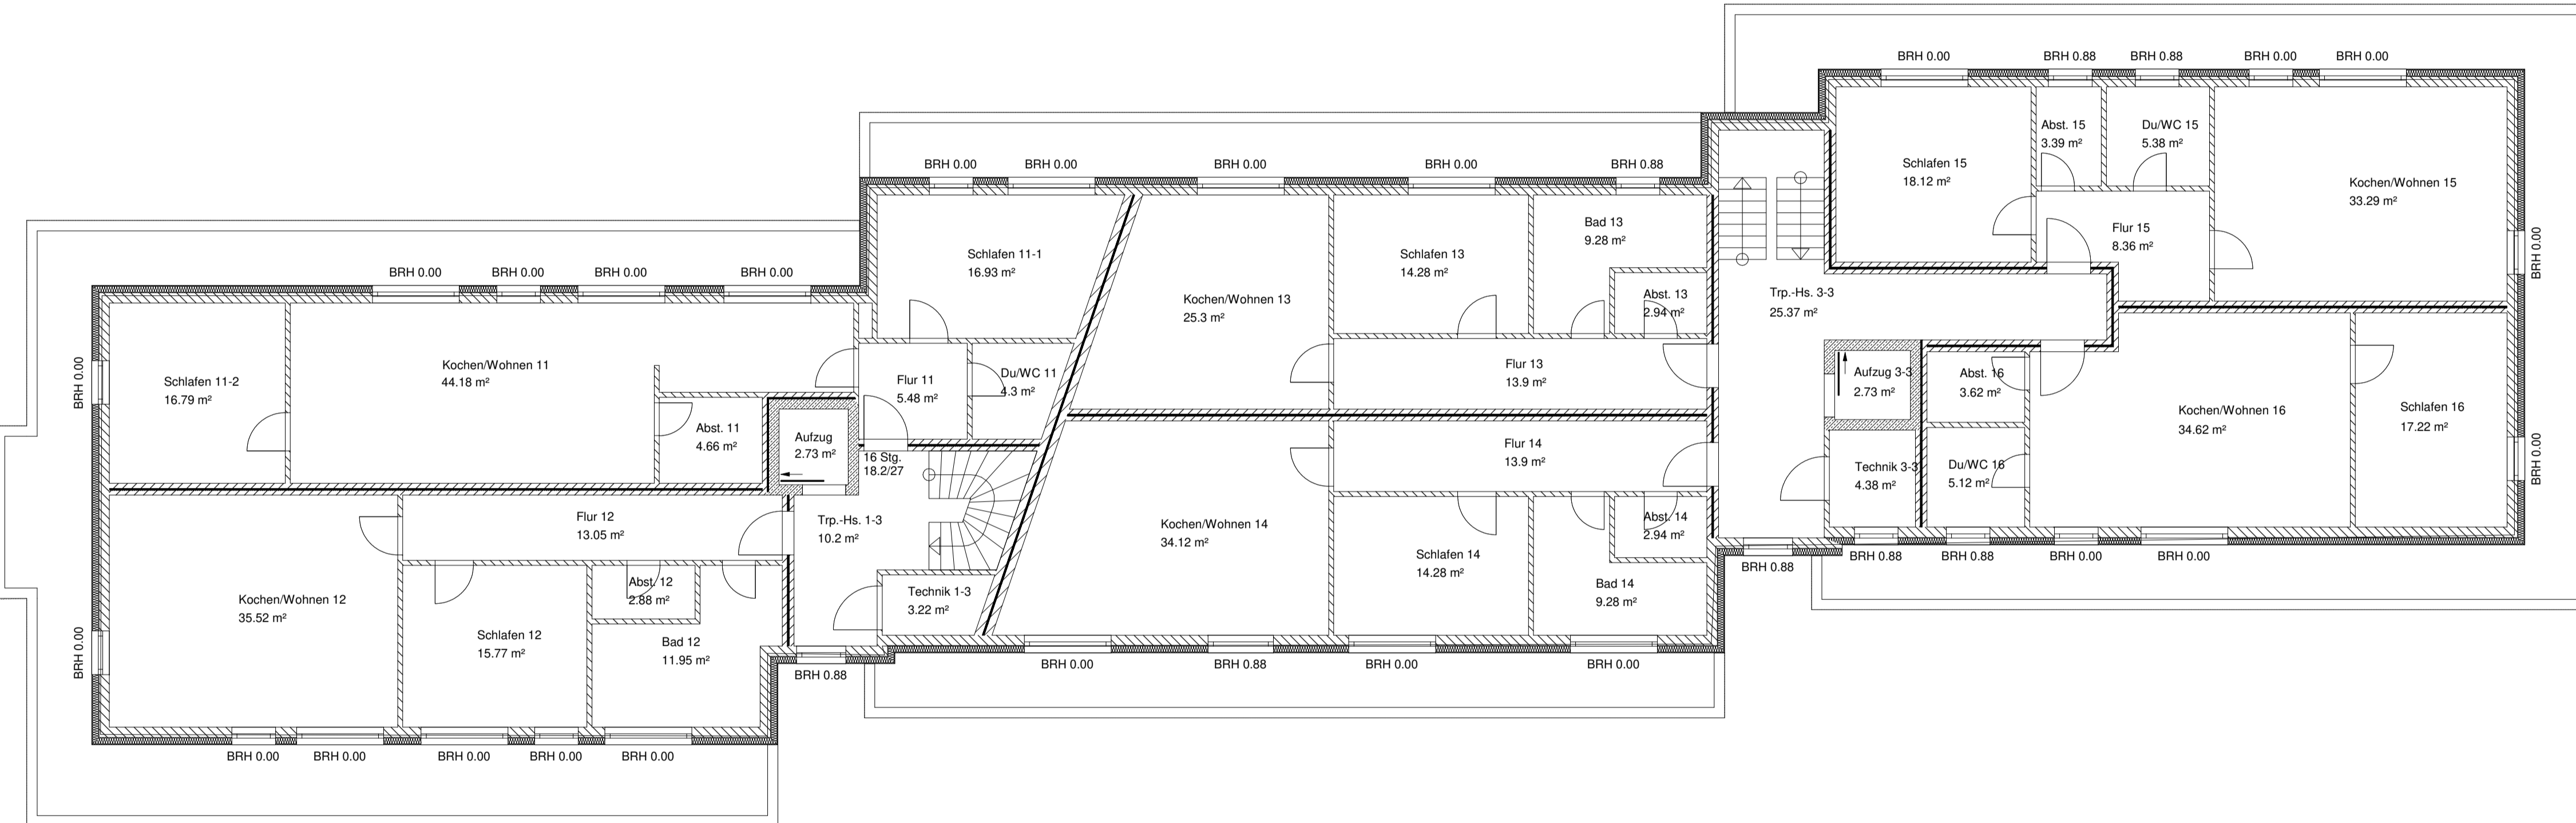 BRH 0.00
BRH 0.88
BRH 0.88
BRH 0.00
BRH 0.00
Abst. 15
3.39 m²
Du/WC 15
5.38 m²
Schlafen 15
18.12 m²
Kochen/Wohnen 15
33.29 m²
Flur 15
8.36 m²
BRH 0.00
BRH 0.00
BRH 0.00
BRH 0.00
BRH 0.00
BRH 0.88
Schlafen 11-1
16.93 m²
Bad 13
9.28 m²
Schlafen 13
14.28 m²
Kochen/Wohnen 13
25.3 m²
Abst. 13
2.94 m²
Trp.-Hs. 3-3
25.37 m²
BRH 0.00
BRH 0.00
BRH 0.00
BRH 0.00
BRH 0.00
Schlafen 11-2
16.79 m²
Kochen/Wohnen 11
44.18 m²
Flur 11
5.48 m²
Du/WC 11
4.3 m²
Flur 13
13.9 m²
Aufzug 3-3
2.73 m²
Abst. 16
3.62 m²
Kochen/Wohnen 16
34.62 m²
Schlafen 16
17.22 m²
BRH 0.00
Abst. 11
4.66 m²
Aufzug
2.73 m²
16 Stg.
18.2/27
Flur 14
13.9 m²
Technik 3-3
4.38 m²
Du/WC 16
5.12 m²
Flur 12
13.05 m²
Trp.-Hs. 1-3
10.2 m²
Kochen/Wohnen 14
34.12 m²
Abst. 14
2.94 m²
Schlafen 14
14.28 m²
Bad 14
9.28 m²
BRH 0.88
BRH 0.88
BRH 0.88
BRH 0.00
BRH 0.00
Kochen/Wohnen 12
35.52 m²
Abst. 12
2.88 m²
Technik 1-3
3.22 m²
Schlafen 12
15.77 m²
Bad 12
11.95 m²
BRH 0.00
BRH 0.88
BRH 0.00
BRH 0.88
BRH 0.00
BRH 0.00
BRH 0.00
BRH 0.00
BRH 0.00
BRH 0.00
BRH 0.00